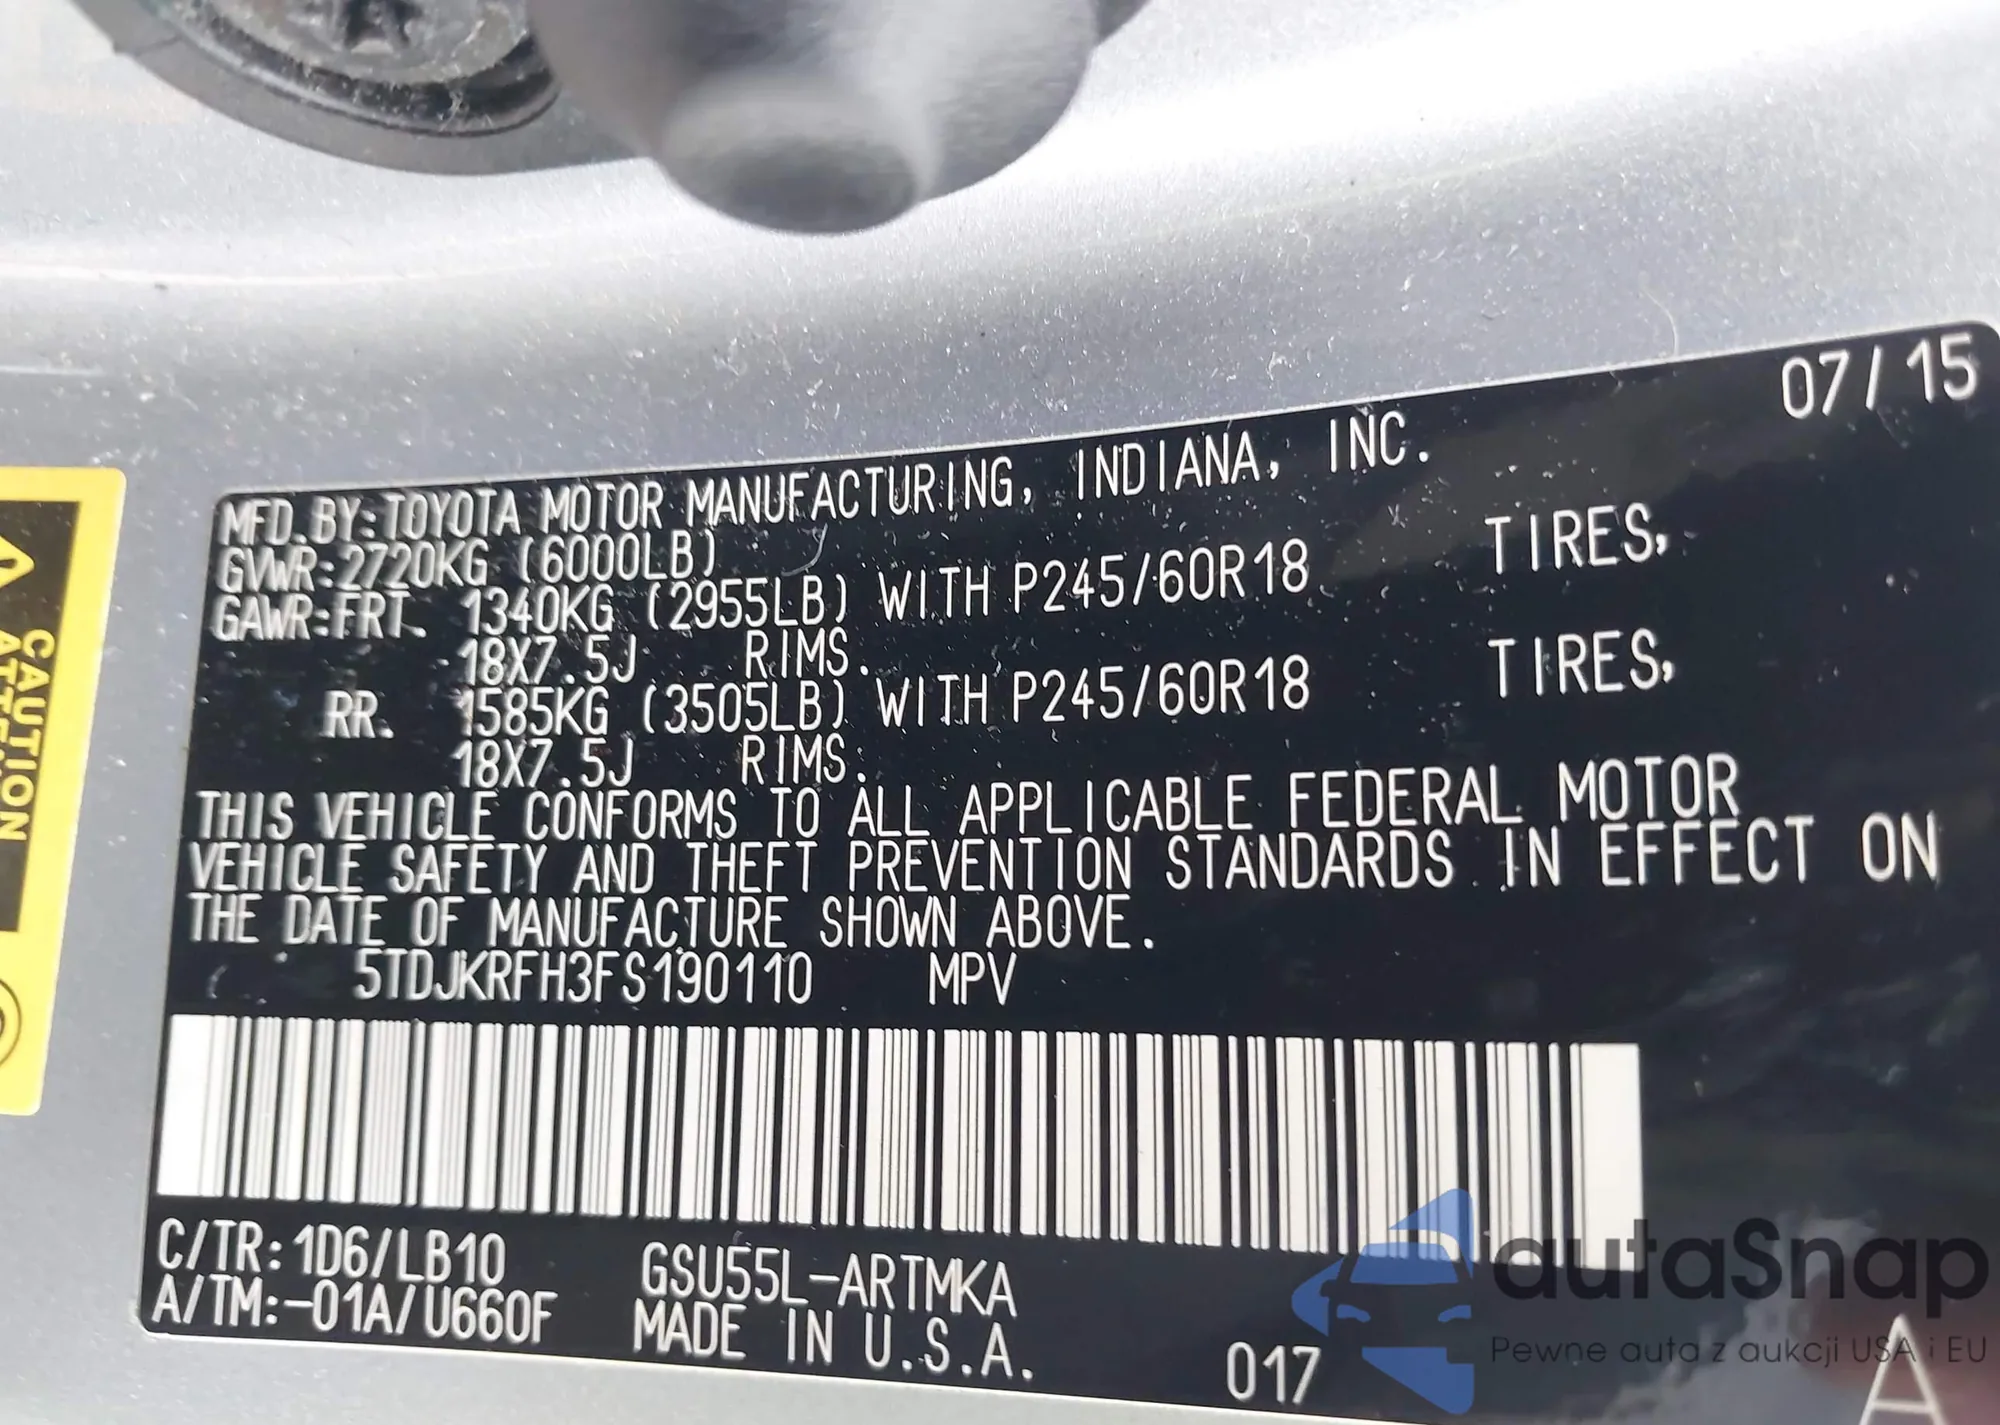 07/15
MFD.BY:TOYOTA MOTOR MANUFACTURING, INDIANA, INC.
GVWR:2720KG (6000LB)
GAWR:FRT. 1340KG (2955LB) WITH P245/60R18 TIRES,
18X7.5J RIMS.
RR. 1585KG (3505LB) WITH P245/60R18 TIRES,
18X7.5J RIMS.
THIS VEHICLE CONFORMS TO ALL APPLICABLE FEDERAL MOTOR
VEHICLE SAFETY AND THEFT PREVENTION STANDARDS IN EFFECT ON
THE DATE OF MANUFACTURE SHOWN ABOVE.
5TDJKRFH3FS190110 MPV
C/TR:1D6/LB10 GSU55L-ARTMKA
A/TM:-01A/U660F MADE IN U.S.A.
017
A
CAUTION
ATTENTION
autaSnap
Pewne auta z aukcji USA i EU